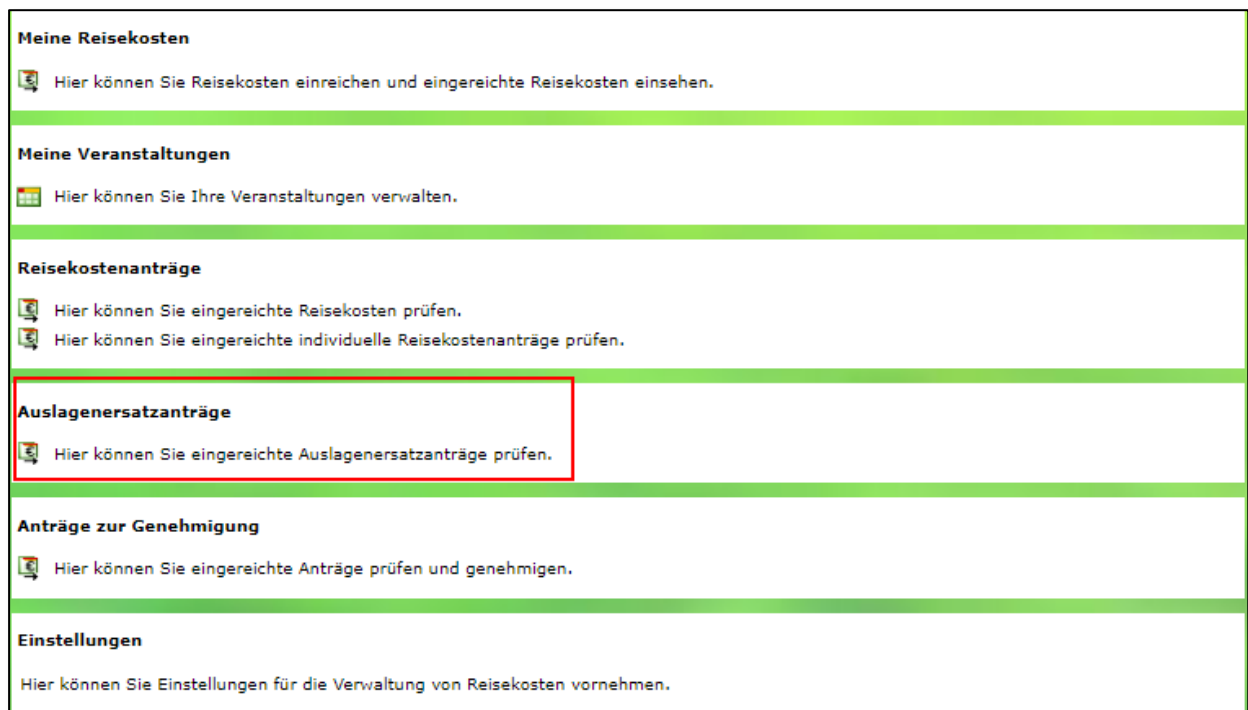 Meine Reisekosten
Hier können Sie Reisekosten einreichen und eingereichte Reisekosten einsehen.
Meine Veranstaltungen
Hier können Sie Ihre Veranstaltungen verwalten.
Reisekostenanträge
Hier können Sie eingereichte Reisekosten prüfen.
Hier können Sie eingereichte individuelle Reisekostenanträge prüfen.
Auslagenersatzanträge
Hier können Sie eingereichte Auslagenersatzanträge prüfen.
Anträge zur Genehmigung
Hier können Sie eingereichte Anträge prüfen und genehmigen.
Einstellungen
Hier können Sie Einstellungen für die Verwaltung von Reisekosten vornehmen.